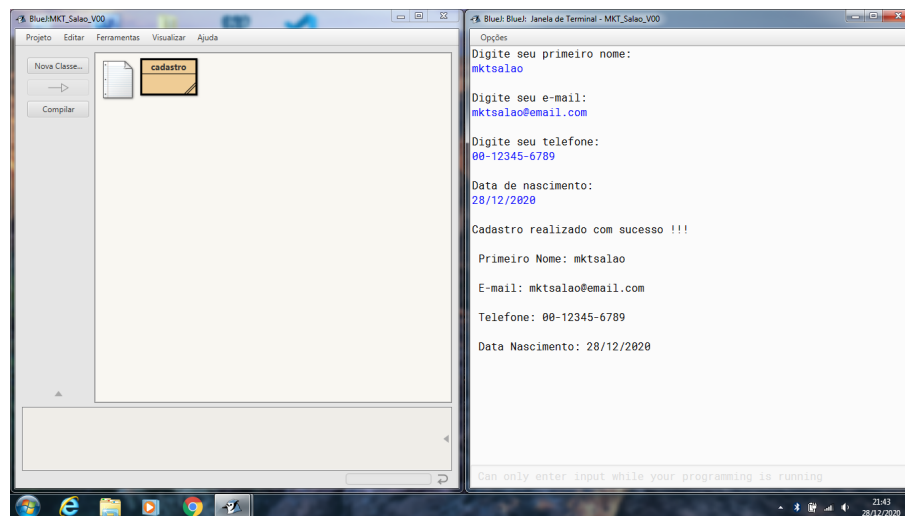 BlueJ:MKT_Salao_V00
Projeto Editar Ferramentas Visualizar Ajuda
Nova Classe...
Compilar
cadastro
BlueJ: BlueJ: Janela de Terminal - MKT_Salao_V00
Opções
Digite seu primeiro nome:
mktsalao
Digite seu e-mail:
mktsalao@email.com
Digite seu telefone:
00-12345-6789
Data de nascimento:
28/12/2020
Cadastro realizado com sucesso !!!
Primeiro Nome: mktsalao
E-mail: mktsalao@email.com
Telefone: 00-12345-6789
Data Nascimento: 28/12/2020
Can only enter input while your programming is running
21:43
28/12/2020